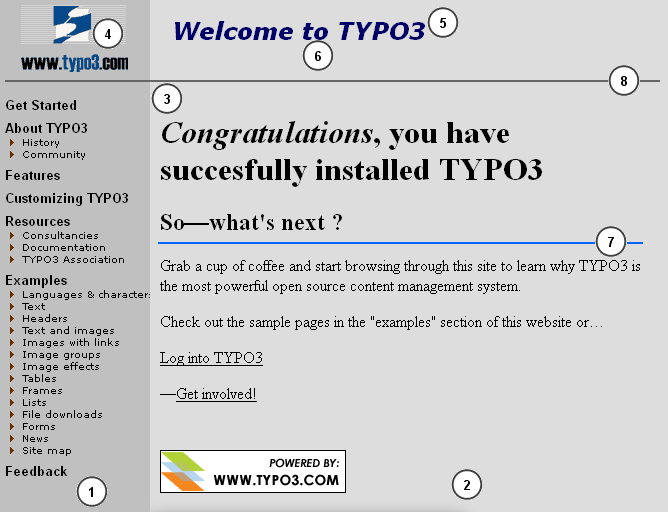 4
www.typo3.com
Welcome to TYPO3
5
6
8
Get Started
About TYPO3
History
Community
Features
Customizing TYPO3
Resources
Consultancies
Documentation
TYPO3 Association
Examples
Languages & character
Text
Headers
Text and images
Images with links
Image groups
Image effects
Tables
Frames
Lists
File downloads
Forms
News
Site map
Feedback
1
3
Congratulations, you have
succesfully installed TYPO3
So—what's next ?
7
Grab a cup of coffee and start browsing through this site to learn why TYPO3 is
the most powerful open source content management system.
Check out the sample pages in the "examples" section of this website or...
Log into TYPO3
—Get involved!
POWERED BY:
WWW.TYPO3.COM
2